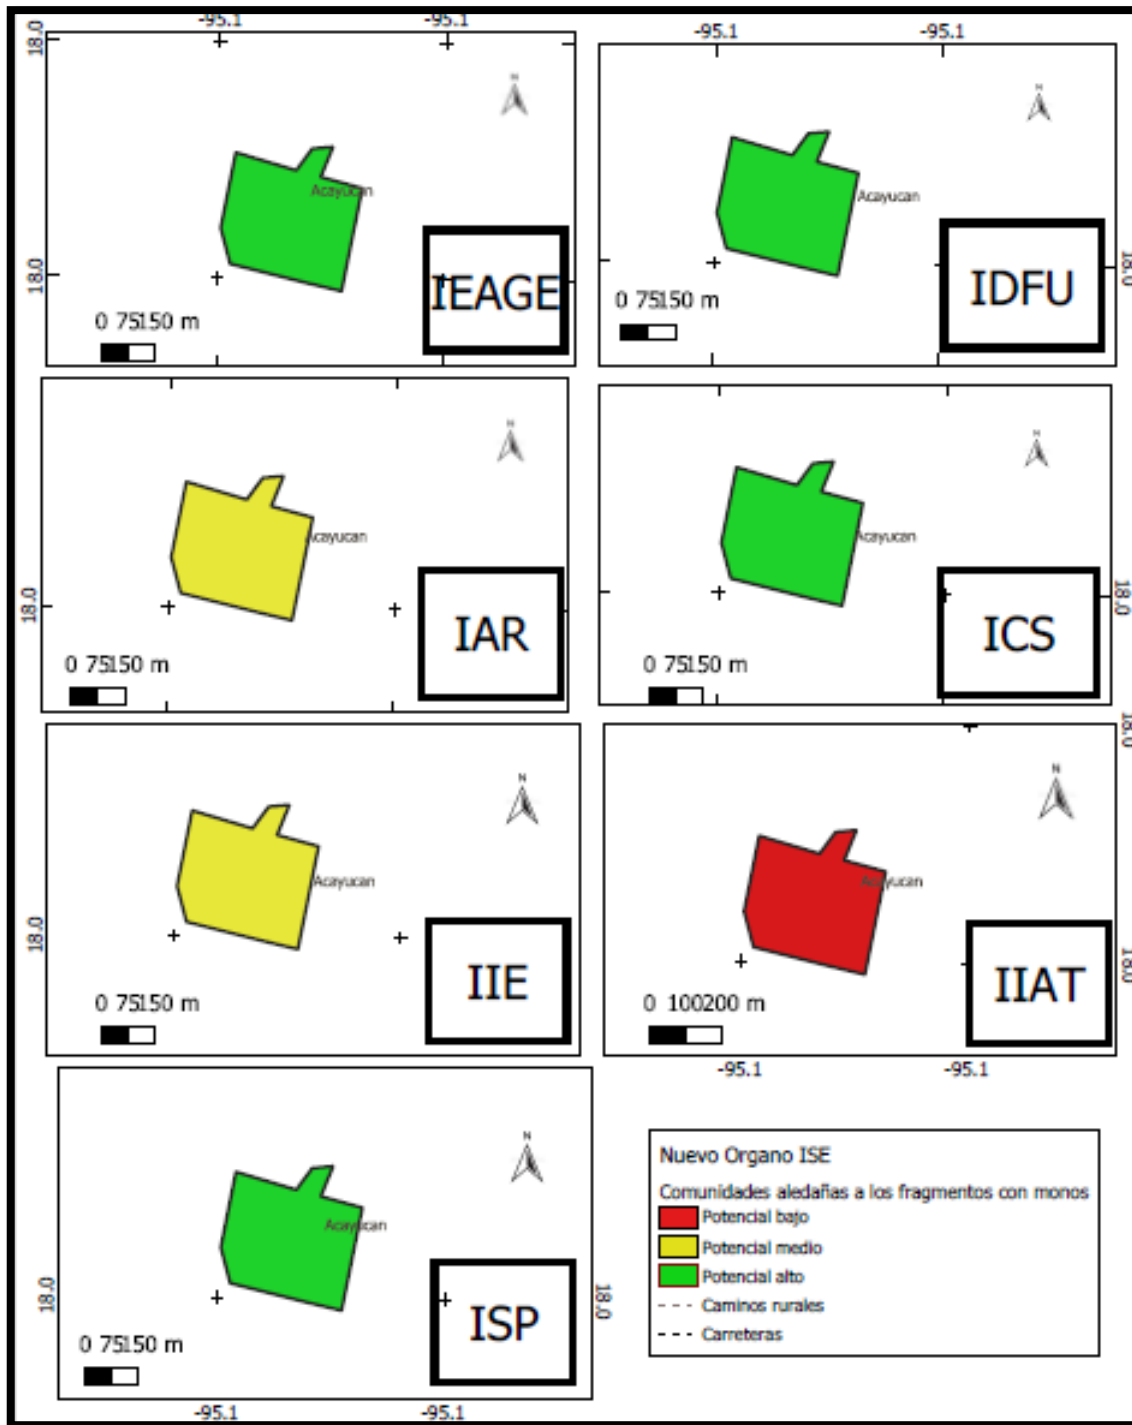 -95.1 -95.1
18.0
N
Acayucan
18.0
IEAGE
0 75150 m
-95.1 -95.1
N
Acayucan
18.0
IDFU
0 75150 m
N
Acayucan
18.0
IAR
0 75150 m
N
Acayucan
18.0
ICS
0 75150 m
N
Acayucan
18.0
IIE
0 75150 m
18.0
N
Acayucan
18.0
IIAT
0 100200 m
-95.1 -95.1
N
Acayucan
18.0
18.0
ISP
0 75150 m
-95.1 -95.1
Nuevo Organo ISE
Comunidades aledañas a los fragmentos con monos
Potencial bajo
Potencial medio
Potencial alto
Caminos rurales
Carreteras